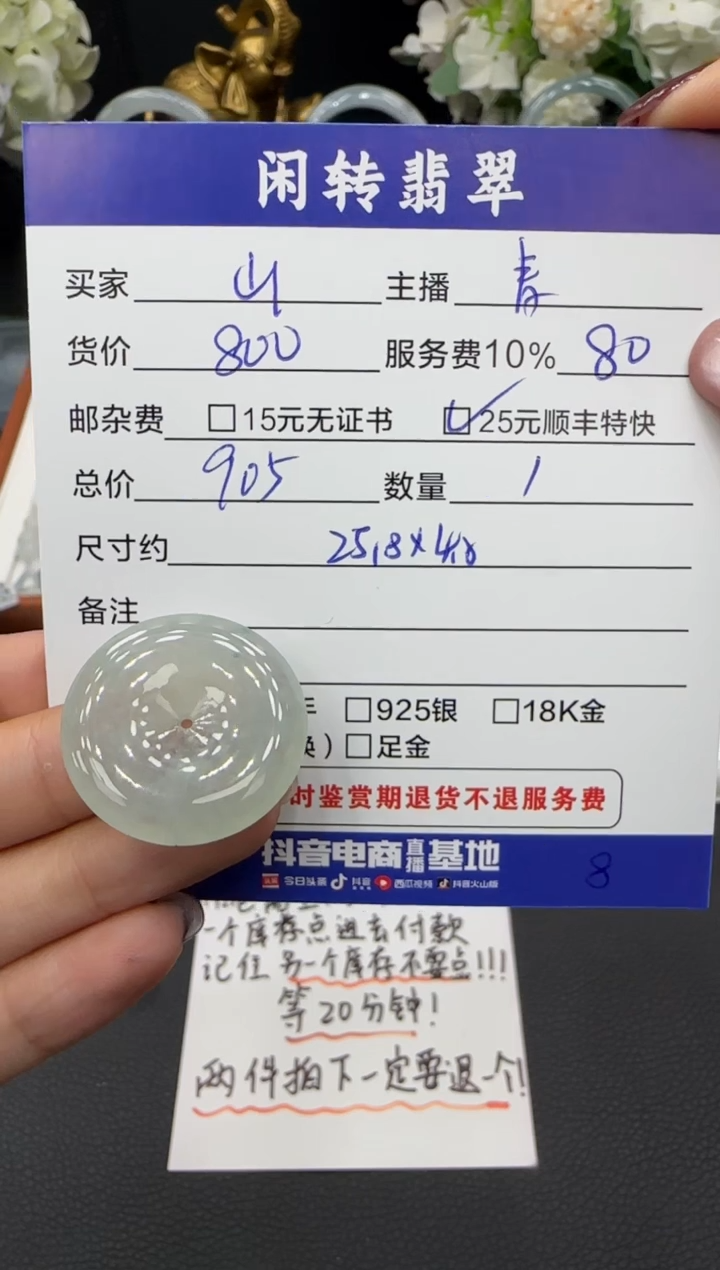 闲转翡翠
买家 山 主播 青
货价 800 服务费10% 80
邮杂费 □15元无证书 ☑25元顺丰特快
总价 905 数量 1
尺寸约 25.8×4.8
备注
□925银 □18K金
换）□足金
时鉴赏期退货不退服务费
抖音电商直播基地
头条 今日头条 抖音 西瓜视频 抖音火山版
8
一个库存点进去付款
记住另一个库存不要点!!!
等20分钟!
两件拍下一定要退一个!